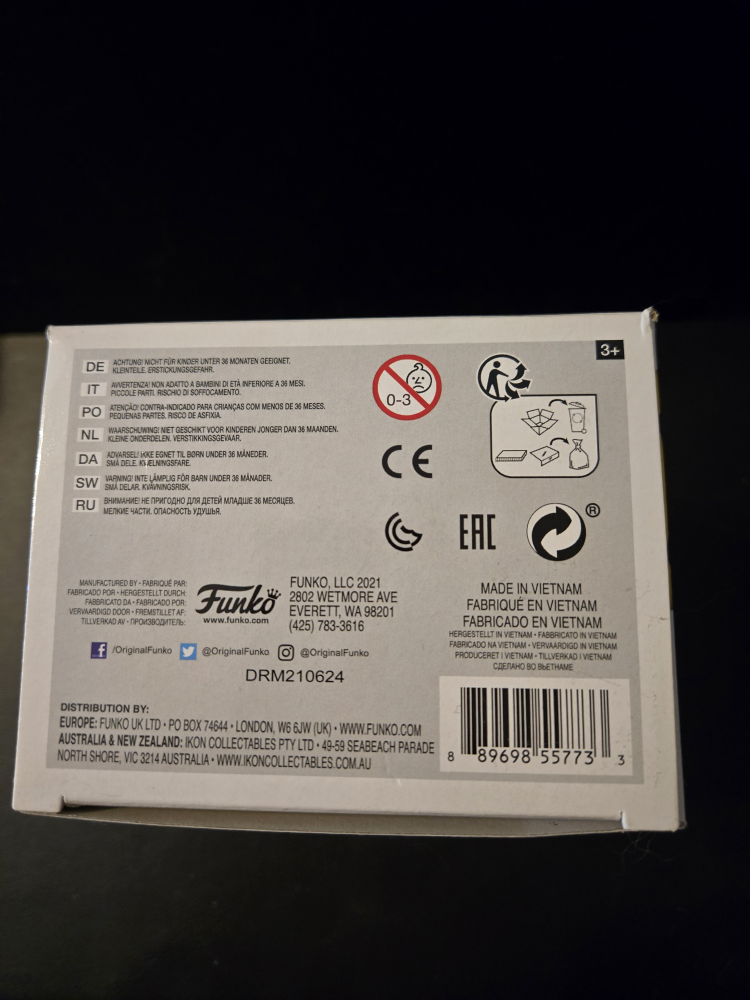 3+
DE ACHTUNG! NICHT FÜR KINDER UNTER 36 MONATEN GEEIGNET.
KLEINTEILE. ERSTICKUNGSGEFAHR.
IT AVVERTENZA! NON ADATTO A BAMBINI DI ETÀ INFERIORE A 36 MESI.
PICCOLE PARTI. RISCHIO DI SOFFOCAMENTO.
PO ATENÇÃO! CONTRA-INDICADO PARA CRIANÇAS COM MENOS DE 36 MESES.
PEQUENAS PARTES. RISCO DE ASFIXIA.
NL WAARSCHUWING! NIET GESCHIKT VOOR KINDEREN JONGER DAN 36 MAANDEN.
KLEINE ONDERDELEN. VERSTIKKINGSGEVAAR.
DA ADVARSEL! IKKE EGNET TIL BØRN UNDER 36 MÅNEDER.
SMÅ DELE. KVÆLNINGSFARE.
SW VARNING! INTE LÄMPLIG FÖR BARN UNDER 36 MÅNADER.
SMÅ DELAR. KVÄVNINGSRISK.
RU ВНИМАНИЕ! НЕ ПРИГОДНО ДЛЯ ДЕТЕЙ МЛАДШЕ 36 МЕСЯЦЕВ.
МЕЛКИЕ ЧАСТИ. ОПАСНОСТЬ УДУШЬЯ.
0-3
CE
EAC
®
MANUFACTURED BY • FABRIQUÉ PAR:
FABRICADO POR • HERGESTELLT DURCH:
FABBRICATO DA • FABRICADO POR:
VERVAARDIGD DOOR • FREMSTILLET AF:
TILLVERKAD AV • ПРОИЗВОДИТЕЛЬ:
Funko
www.funko.com
FUNKO, LLC 2021
2802 WETMORE AVE
EVERETT, WA 98201
(425) 783-3616
/OriginalFunko @OriginalFunko @OriginalFunko
DRM210624
MADE IN VIETNAM
FABRIQUÉ EN VIETNAM
FABRICADO EN VIETNAM
HERGESTELLT IN VIETNAM • FABBRICATO IN VIETNAM
FABRICADO NA VIETNAM • VERVAARDIGD IN VIETNAM
PRODUCERET I VIETNAM • TILLVERKAD I VIETNAM
СДЕЛАНО ВО ВЬЕТНАМЕ
DISTRIBUTION BY:
EUROPE: FUNKO UK LTD • PO BOX 74644 • LONDON, W6 6JW (UK) • WWW.FUNKO.COM
AUSTRALIA & NEW ZEALAND: IKON COLLECTABLES PTY LTD • 49-59 SEABEACH PARADE
NORTH SHORE, VIC 3214 AUSTRALIA • WWW.IKONCOLLECTABLES.COM.AU
8 89698 55773 3